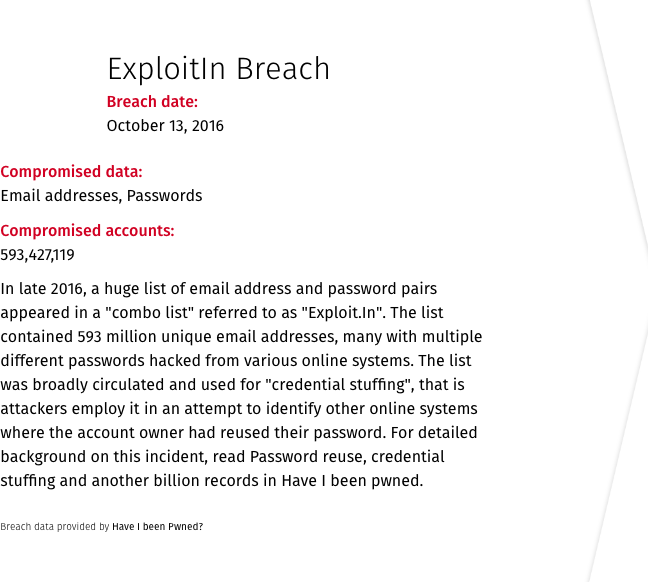 ExploitIn Breach
Breach date:
October 13, 2016
Compromised data:
Email addresses, Passwords
Compromised accounts:
593,427,119
In late 2016, a huge list of email address and password pairs
appeared in a "combo list" referred to as "Exploit.In". The list
contained 593 million unique email addresses, many with multiple
different passwords hacked from various online systems. The list
was broadly circulated and used for "credential stuffing", that is
attackers employ it in an attempt to identify other online systems
where the account owner had reused their password. For detailed
background on this incident, read Password reuse, credential
stuffing and another billion records in Have I been pwned.
Breach data provided by Have I been Pwned?